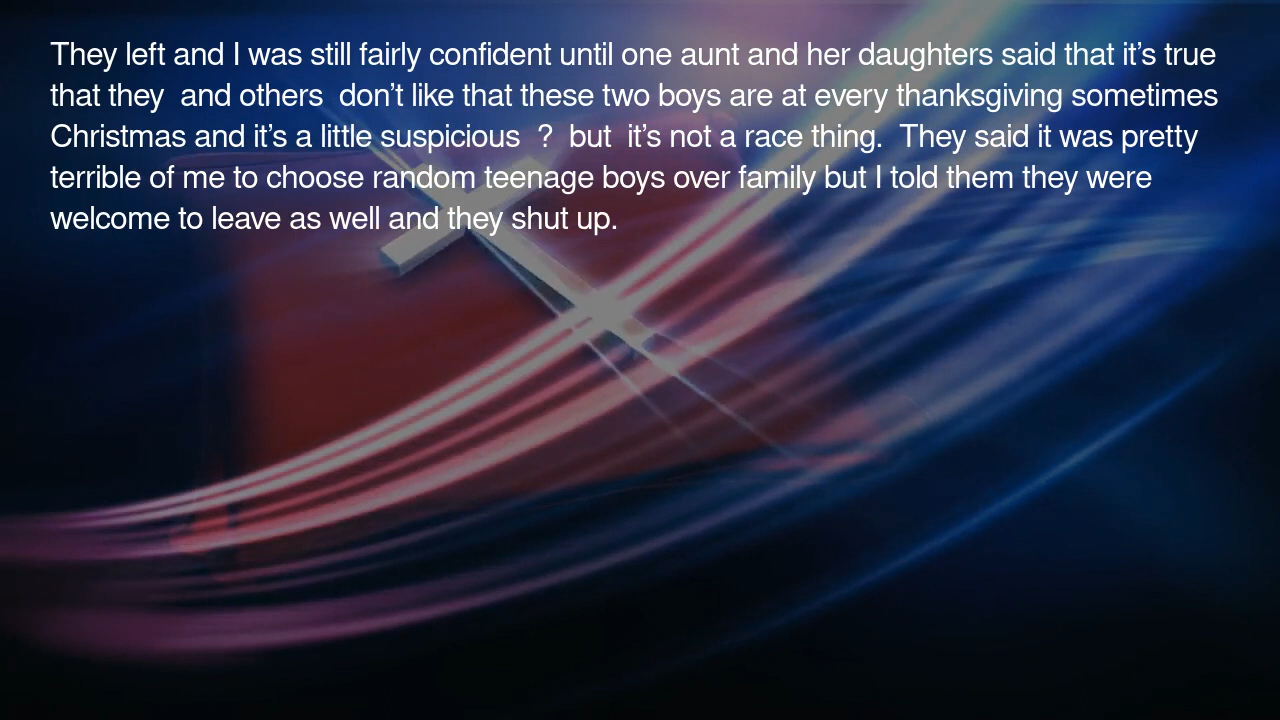 They left and I was still fairly confident until one aunt and her daughters said that it’s true
that they  and others  don’t like that these two boys are at every thanksgiving sometimes
Christmas and it’s a little suspicious  ?  but  it’s not a race thing.  They said it was pretty
terrible of me to choose random teenage boys over family but I told them they were
welcome to leave as well and they shut up.